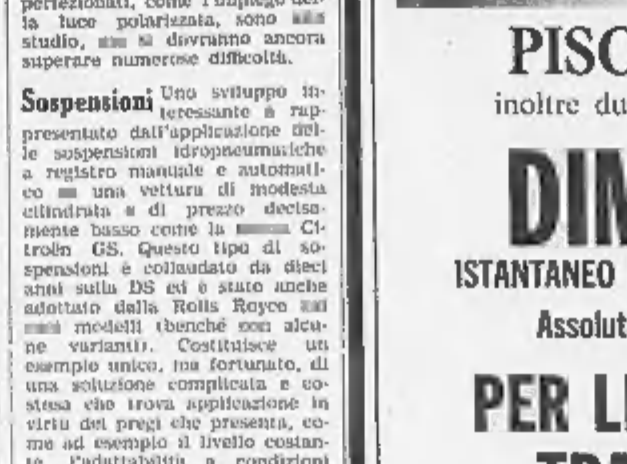 perfezionati, come l'impiego del-
la luce polarizzata, sono
studio, si dovranno ancora
superare numerose difficoltà.
Sospensioni Uno sviluppo in-
teressante è rap-
presentato dall'applicazione del-
le sospensioni idropneumatiche
a registro manuale e automati-
co una vettura di modesta
cilindrata e di prezzo decisa-
mente basso come la Ci-
troën GS. Questo tipo di so-
spensioni è collaudato da dieci
anni sulla DS ed è stato anche
adottato dalla Rolls Royce
modelli (benché con alcu-
ne varianti). Costituisce un
esempio unico, ma fortunato, di
una soluzione complicata e co-
stosa che trova applicazione in
virtù dei pregi che presenta, co-
me ad esempio il livello costan-
te, l'adattabilità a condizioni
PISC
inoltre du
DIM
ISTANTANEO
Assolut
PER L
TRA